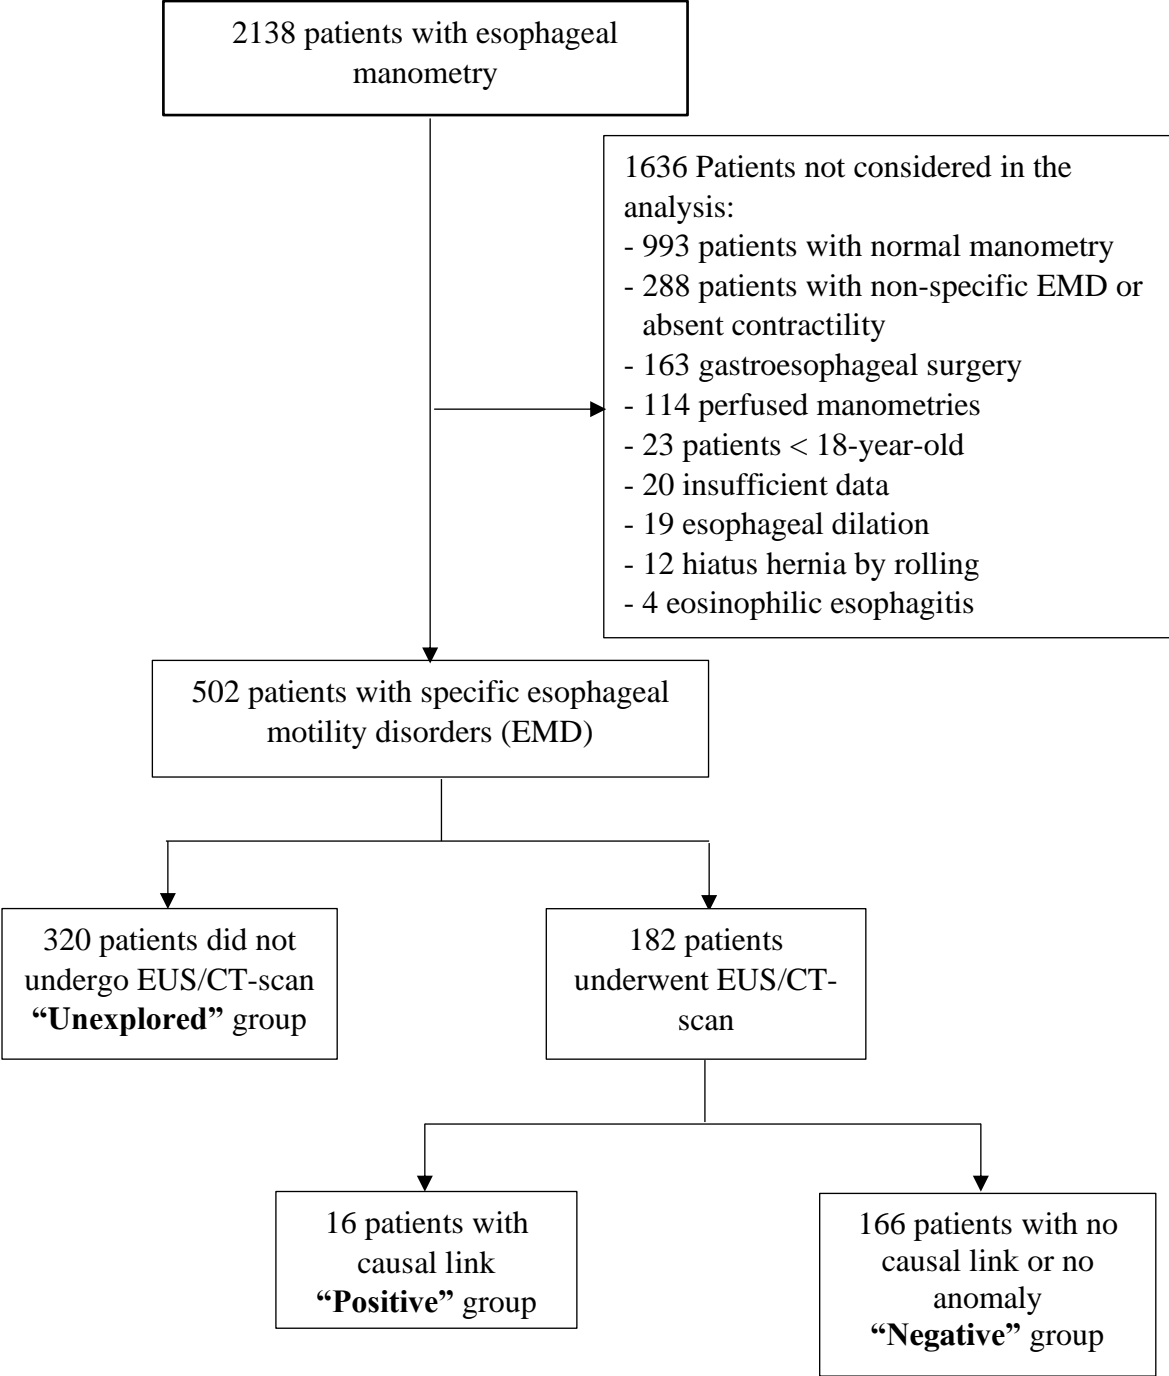 2138 patients with esophageal
manometry
1636 Patients not considered in the
analysis:
- 993 patients with normal manometry
- 288 patients with non-specific EMD or
absent contractility
- 163 gastroesophageal surgery
- 114 perfused manometries
- 23 patients < 18-year-old
- 20 insufficient data
- 19 esophageal dilation
- 12 hiatus hernia by rolling
- 4 eosinophilic esophagitis
502 patients with specific esophageal
motility disorders (EMD)
320 patients did not
undergo EUS/CT-scan
“Unexplored” group
182 patients
underwent EUS/CT-
scan
16 patients with
causal link
“Positive” group
166 patients with no
causal link or no
anomaly
“Negative” group